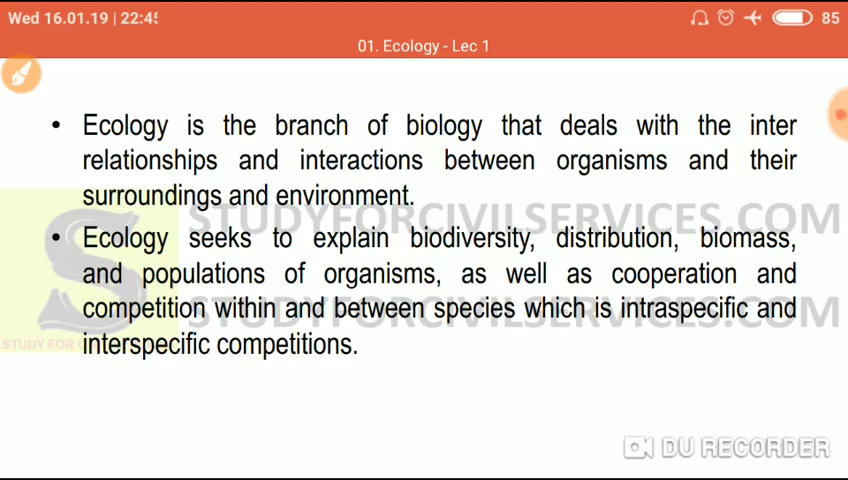 Wed 16.01.19 | 22:45
85
01. Ecology - Lec 1
• Ecology is the branch of biology that deals with the inter
relationships and interactions between organisms and their
surroundings and environment.
STUDYFORCIVILSERVICES.COM
• Ecology seeks to explain biodiversity, distribution, biomass,
and populations of organisms, as well as cooperation and
competition within and between species which is intraspecific and
STUDYFORCIVILSERVICES.COM
STUDY FOR
interspecific competitions.
DU RECORDER